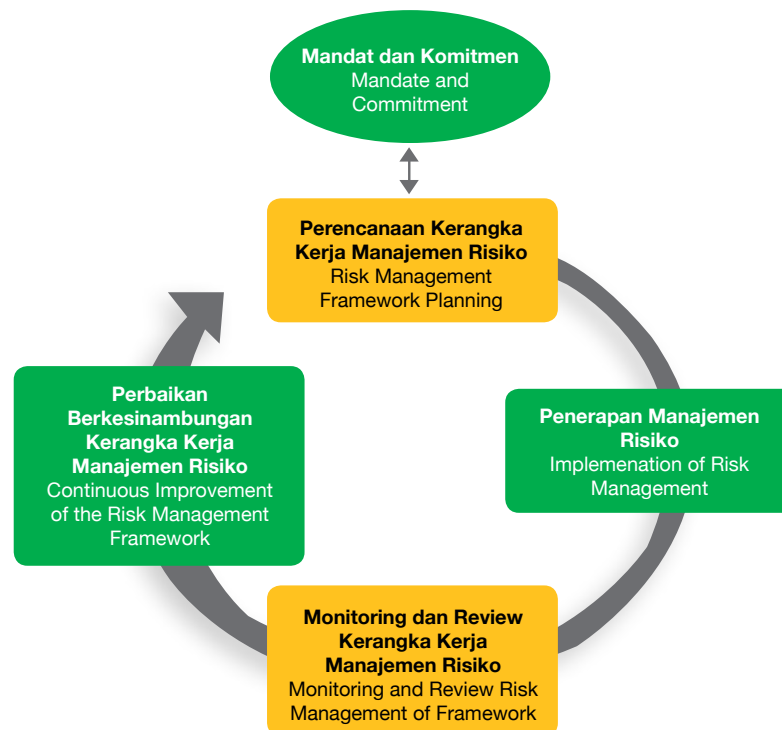 Mandat dan Komitmen
Mandate and
Commitment
Perencanaan Kerangka
Kerja Manajemen Risiko
Risk Management
Framework Planning
Penerapan Manajemen
Risiko
Implemenation of Risk
Management
Monitoring dan Review
Kerangka Kerja
Manajemen Risiko
Monitoring and Review Risk
Management of Framework
Perbaikan
Berkesinambungan
Kerangka Kerja
Manajemen Risiko
Continuous Improvement
of the Risk Management
Framework